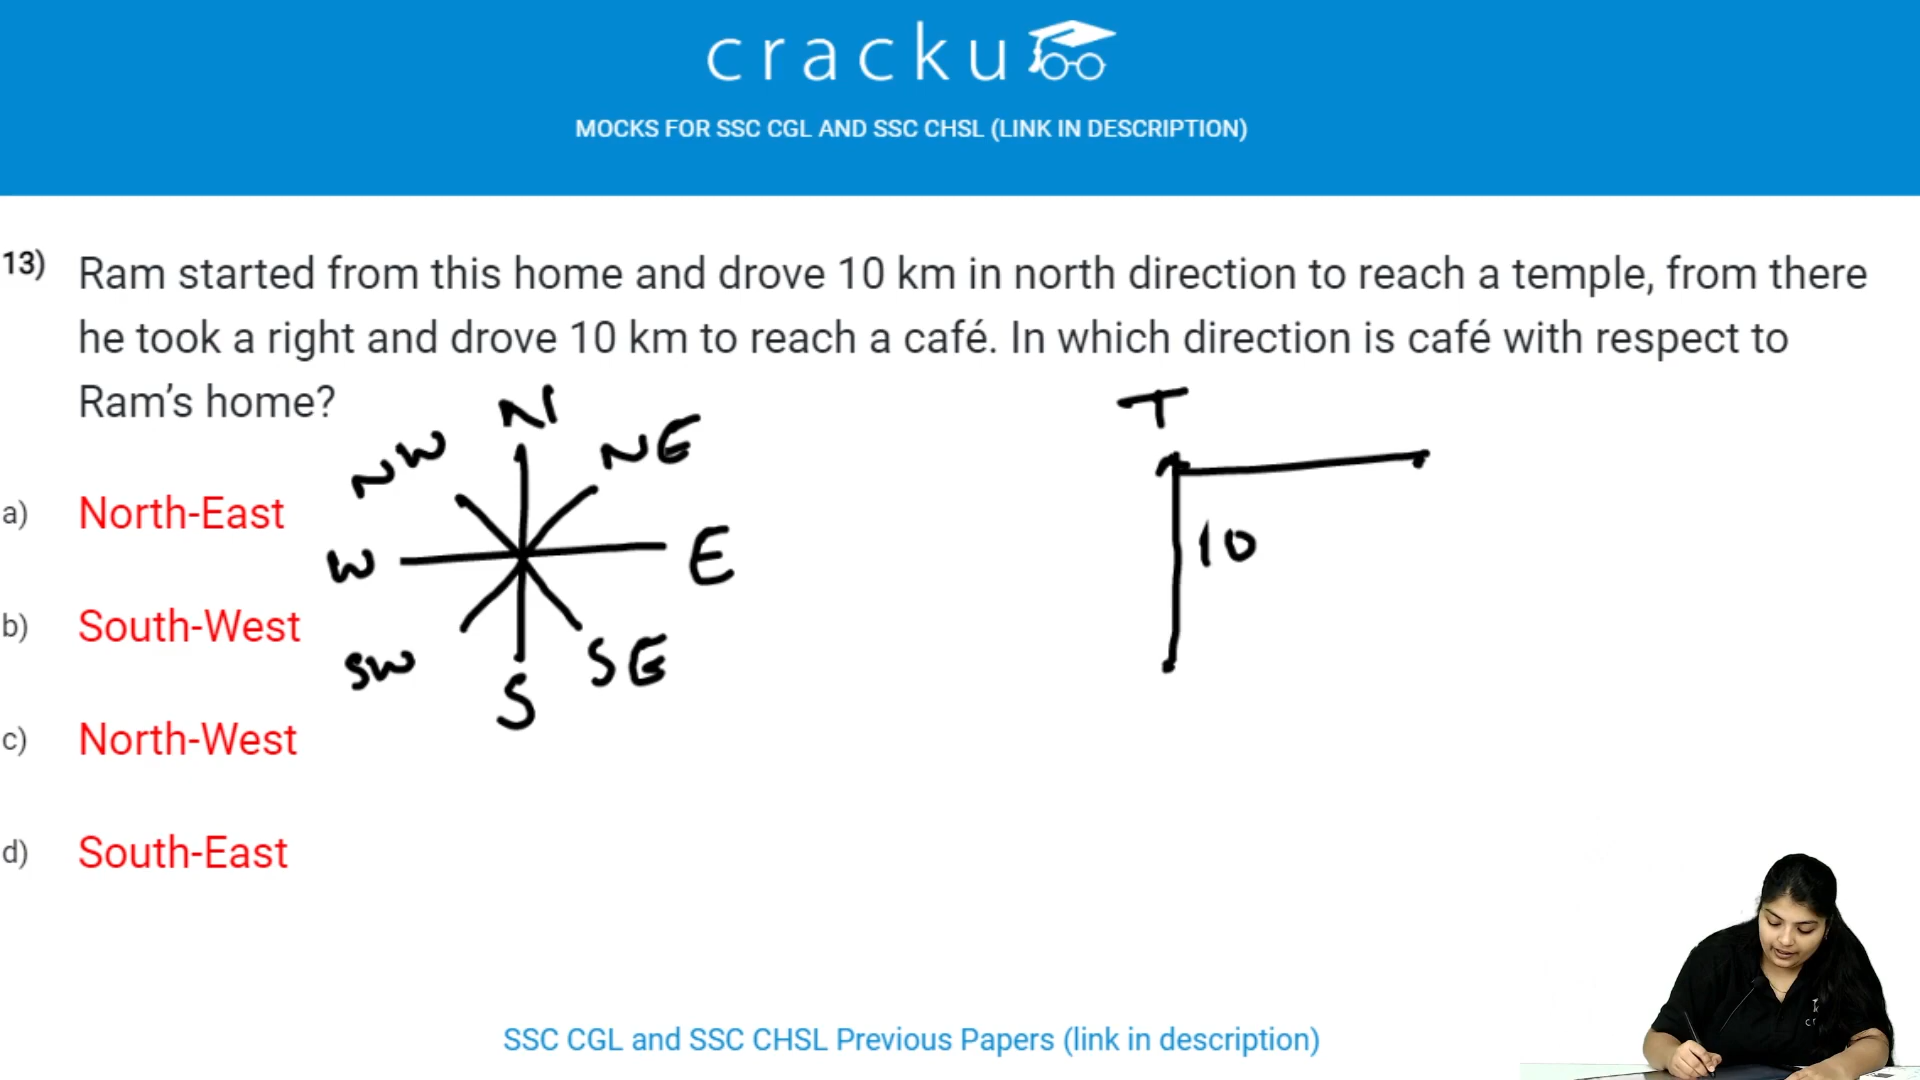 cracku
MOCKS FOR SSC CGL AND SSC CHSL (LINK IN DESCRIPTION)
13) Ram started from this home and drove 10 km in north direction to reach a temple, from there
he took a right and drove 10 km to reach a café. In which direction is café with respect to
Ram’s home?
N
NW
NE
T
a) North-East
W
E
10
b) South-West
SW
SE
S
c) North-West
d) South-East
SSC CGL and SSC CHSL Previous Papers (link in description)